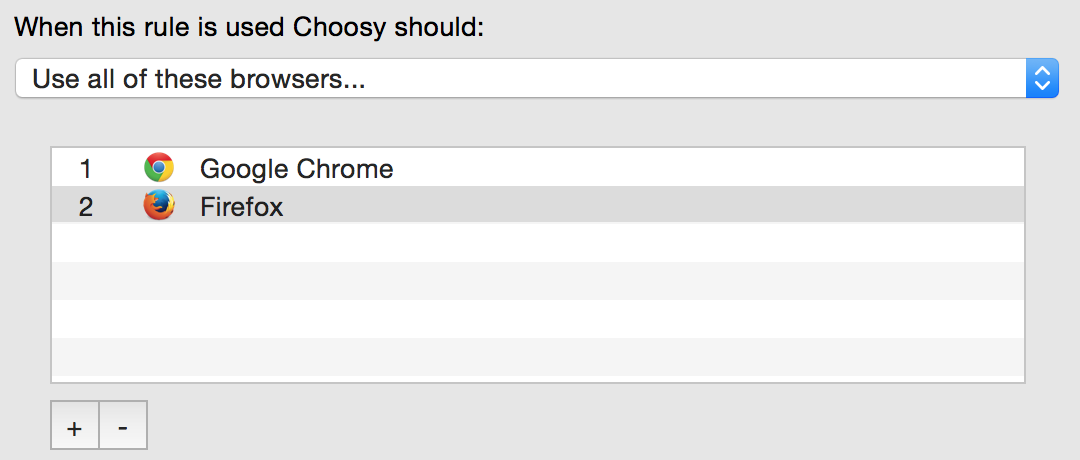 When this rule is used Choosy should:
Use all of these browsers...
1 Google Chrome
2 Firefox
+ -